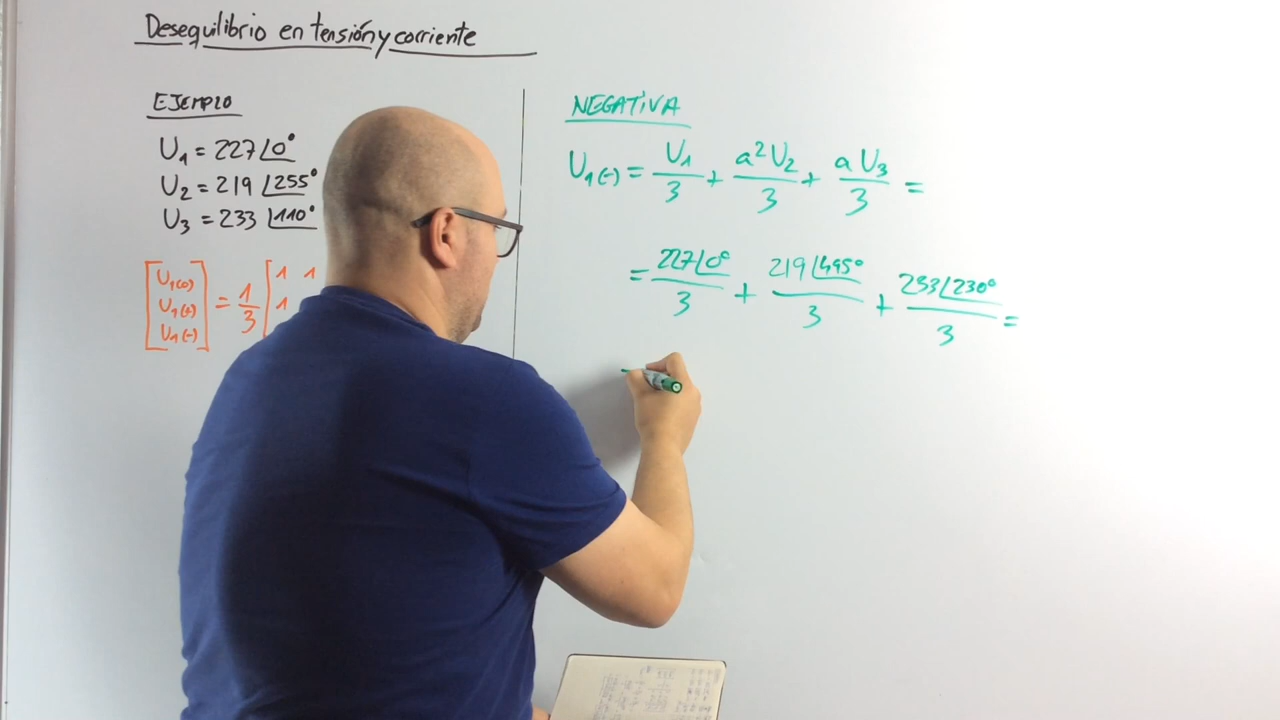 Desequilibrio en tensión y corriente
EJEMPLO
U₁ = 227∠0°
U₂ = 219 ∠255°
U₃ = 233 ∠110°
[U₁(0)] = 1/3 [1 1
[U₁(+)] 1
[U₁(-)]
NEGATIVA
U₁(-) = U₁/3 + a²U₂/3 + aU₃/3 =
= 227∠0°/3 + 219∠495°/3 + 233∠230°/3 =